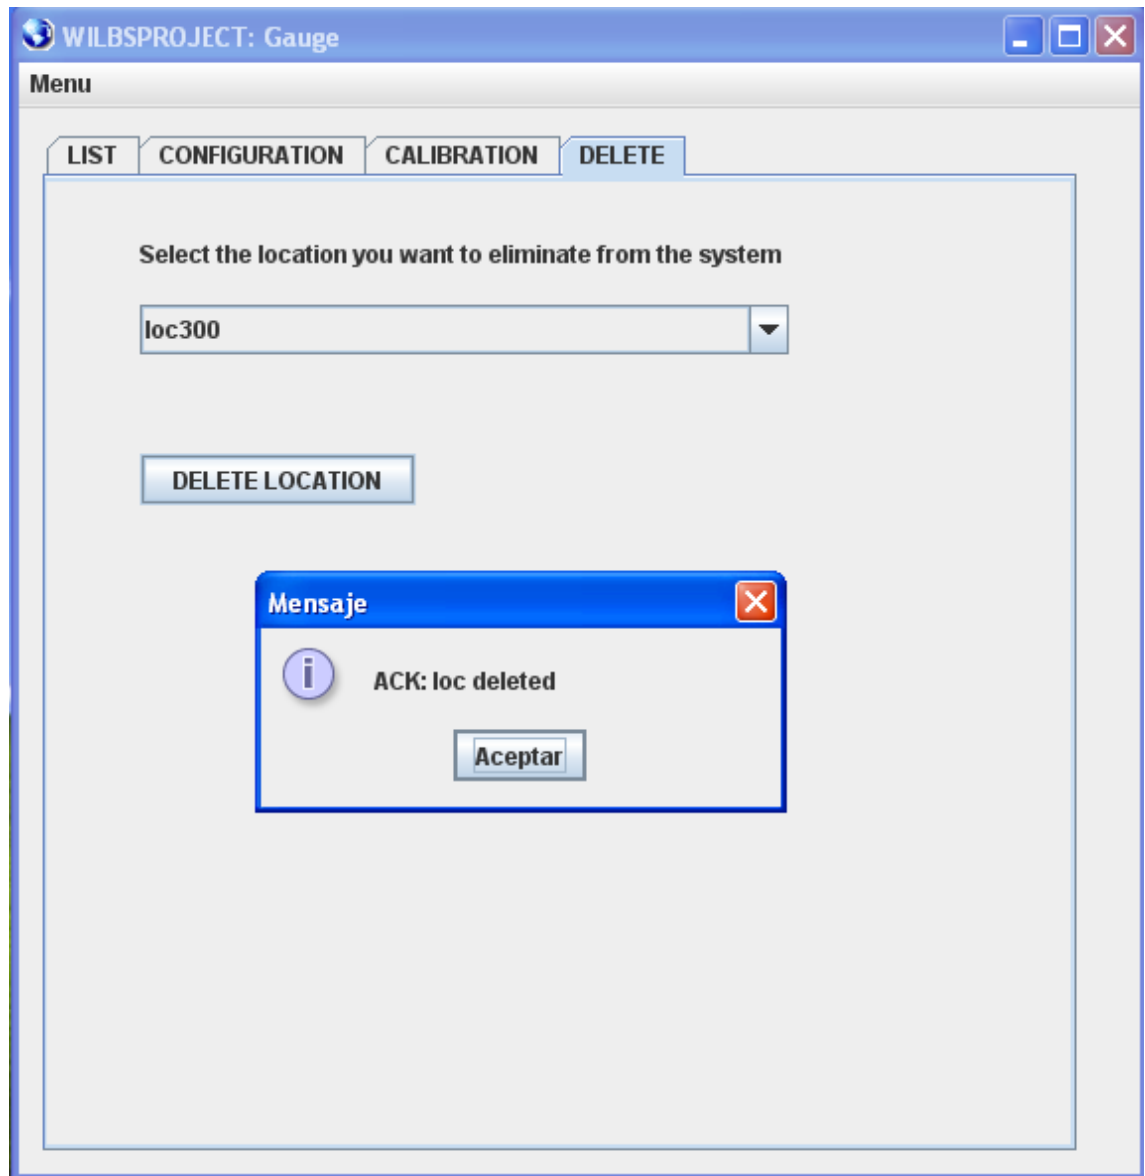 WILBSPROJECT: Gauge
Menu
LIST CONFIGURATION CALIBRATION DELETE
Select the location you want to eliminate from the system
loc300
DELETE LOCATION
Mensaje
i ACK: loc deleted
Aceptar